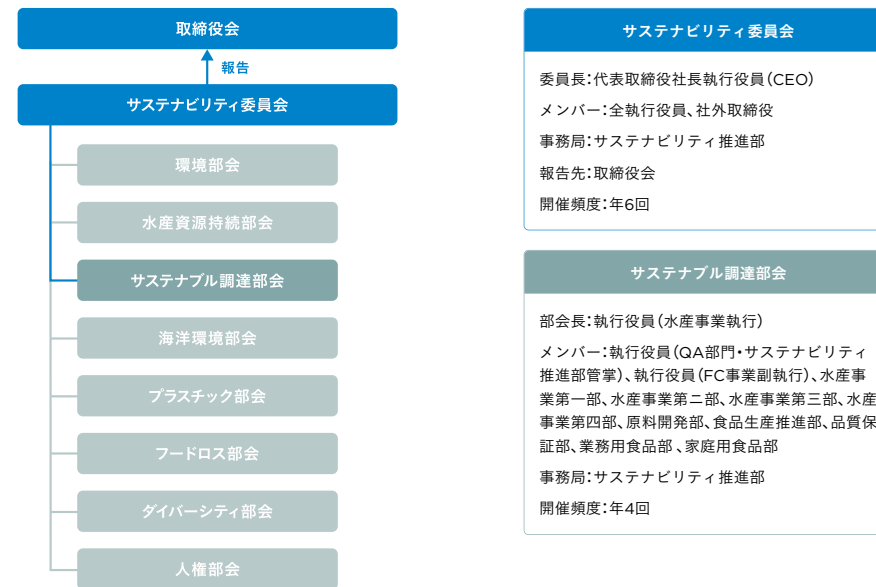 取締役会
報告
サステナビリティ委員会
環境部会
水産資源持続部会
サステナブル調達部会
海洋環境部会
プラスチック部会
フードロス部会
ダイバーシティ部会
人権部会
サステナビリティ委員会
委員長:代表取締役社長執行役員(CEO)
メンバー:全執行役員、社外取締役
事務局:サステナビリティ推進部
報告先:取締役会
開催頻度:年6回
サステナブル調達部会
部会長:執行役員(水産事業執行)
メンバー:執行役員(QA部門・サステナビリティ
推進部管掌)、執行役員(FC事業副執行)、水産事
業第一部、水産事業第ニ部、水産事業第三部、水産
事業第四部、原料開発部、食品生産推進部、品質保
証部、業務用食品部 、家庭用食品部
事務局:サステナビリティ推進部
開催頻度:年4回